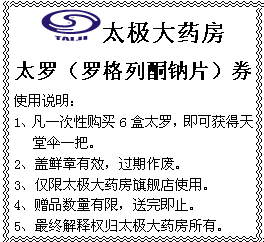 TAIJI 太极大药房
太罗（罗格列酮钠片）券
使用说明：
1、凡一次性购买 6 盒太罗，即可获得天
堂伞一把。
2、盖鲜章有效，过期作废。
3、仅限太极大药房旗舰店使用。
4、赠品数量有限，送完即止。
5、最终解释权归太极大药房所有。